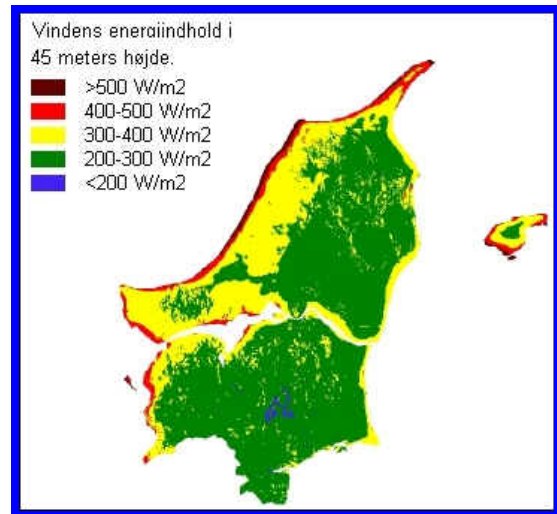 Vindens energiindhold i
45 meters højde.
>500 W/m2
400-500 W/m2
300-400 W/m2
200-300 W/m2
<200 W/m2